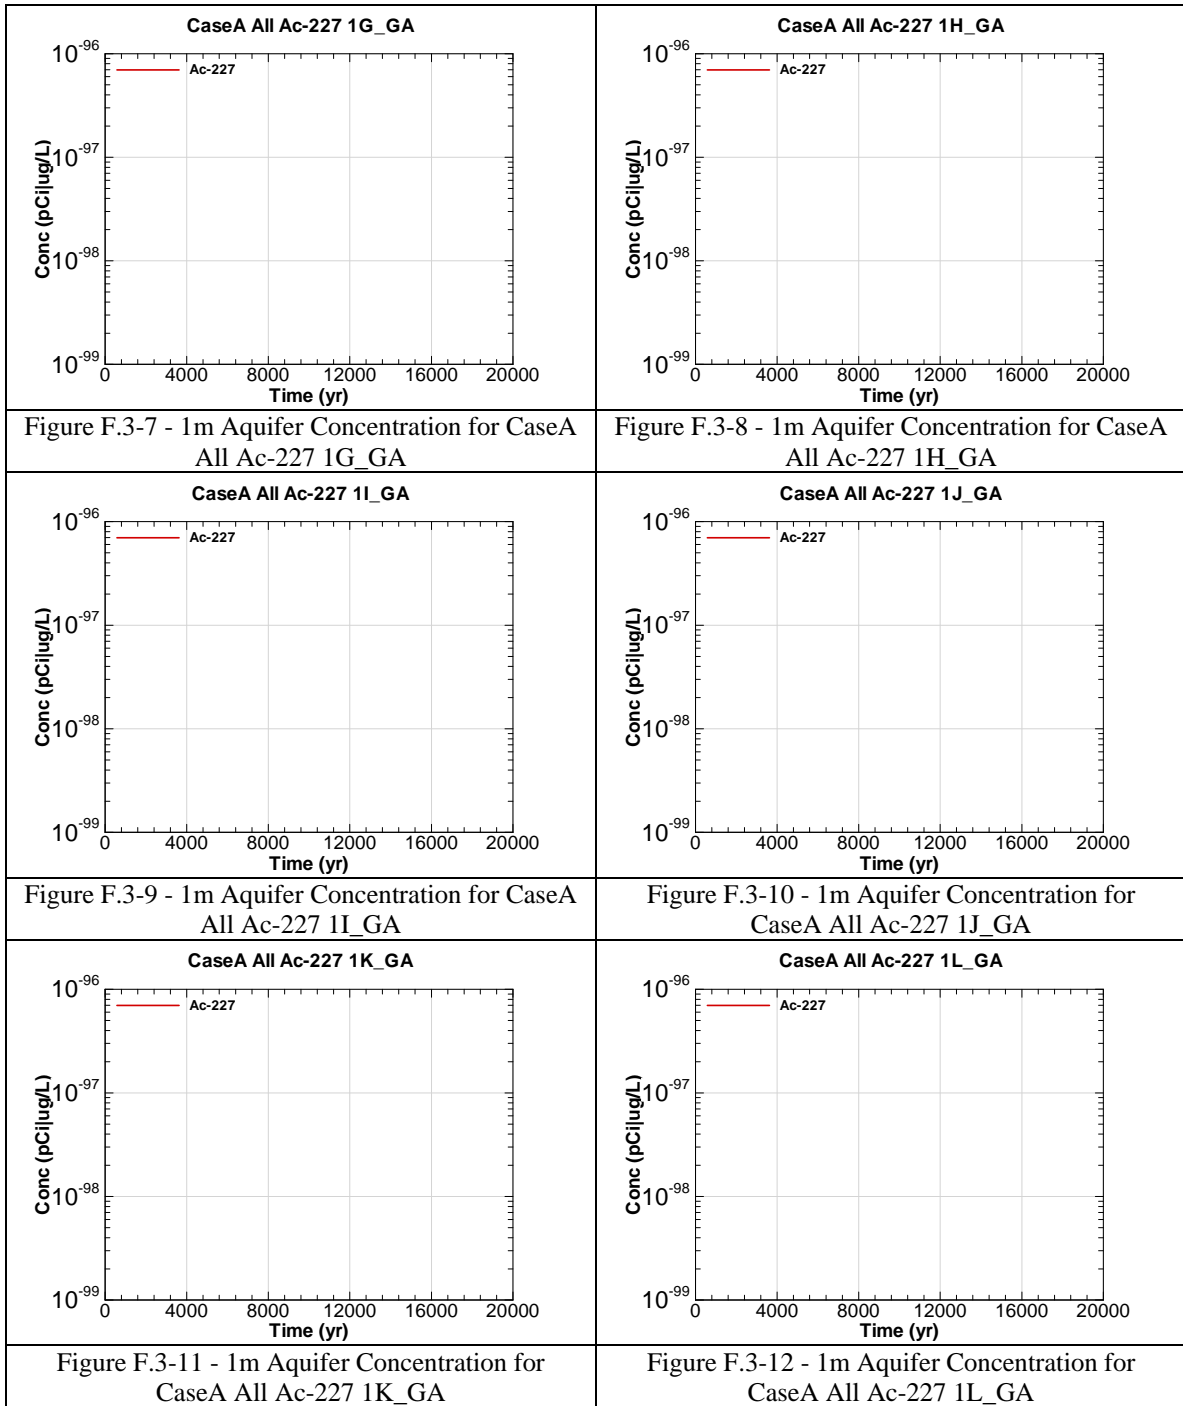 CaseA All Ac-227 1G_GA
10-96
Ac-227
10-97
Conc (pCi|ug/L)
10-98
10-99
0 4000 8000 12000 16000 20000
Time (yr)
Figure F.3-7 - 1m Aquifer Concentration for CaseA
All Ac-227 1G_GA
CaseA All Ac-227 1H_GA
10-96
Ac-227
10-97
Conc (pCi|ug/L)
10-98
10-99
0 4000 8000 12000 16000 20000
Time (yr)
Figure F.3-8 - 1m Aquifer Concentration for CaseA
All Ac-227 1H_GA
CaseA All Ac-227 1I_GA
10-96
Ac-227
10-97
Conc (pCi|ug/L)
10-98
10-99
0 4000 8000 12000 16000 20000
Time (yr)
Figure F.3-9 - 1m Aquifer Concentration for CaseA
All Ac-227 1I_GA
CaseA All Ac-227 1J_GA
10-96
Ac-227
10-97
Conc (pCi|ug/L)
10-98
10-99
0 4000 8000 12000 16000 20000
Time (yr)
Figure F.3-10 - 1m Aquifer Concentration for
CaseA All Ac-227 1J_GA
CaseA All Ac-227 1K_GA
10-96
Ac-227
10-97
Conc (pCi|ug/L)
10-98
10-99
0 4000 8000 12000 16000 20000
Time (yr)
Figure F.3-11 - 1m Aquifer Concentration for
CaseA All Ac-227 1K_GA
CaseA All Ac-227 1L_GA
10-96
Ac-227
10-97
Conc (pCi|ug/L)
10-98
10-99
0 4000 8000 12000 16000 20000
Time (yr)
Figure F.3-12 - 1m Aquifer Concentration for
CaseA All Ac-227 1L_GA